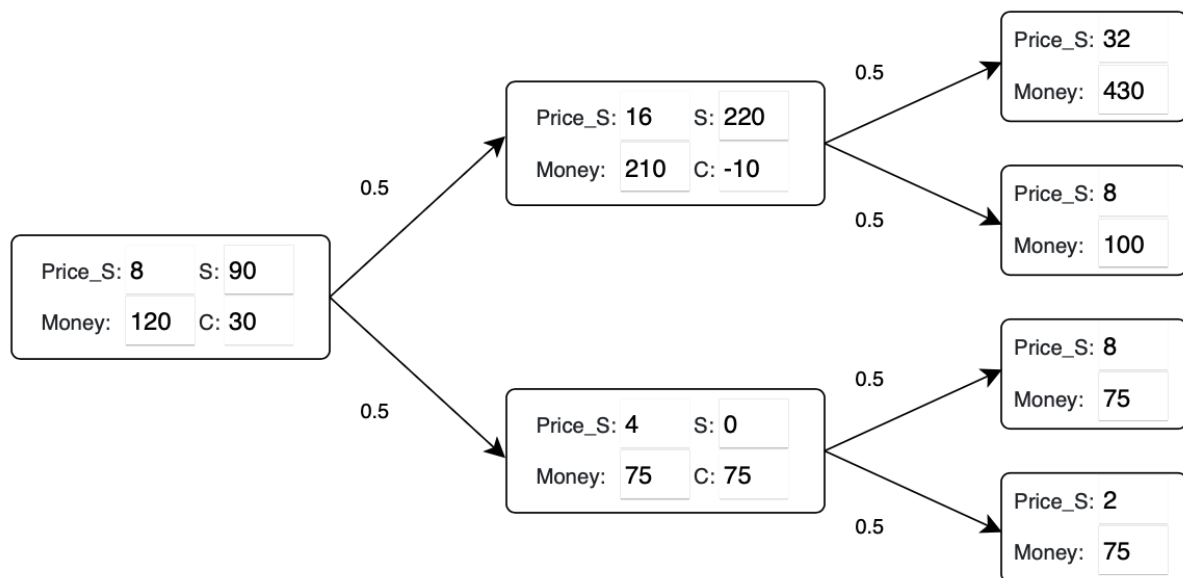 Price_S: 32
Money: 430
0.5
Price_S: 16 S: 220
Money: 210 C: -10
0.5
0.5
Price_S: 8
Money: 100
Price_S: 8 S: 90
Money: 120 C: 30
0.5
Price_S: 4 S: 0
Money: 75 C: 75
0.5
Price_S: 8
Money: 75
0.5
Price_S: 2
Money: 75